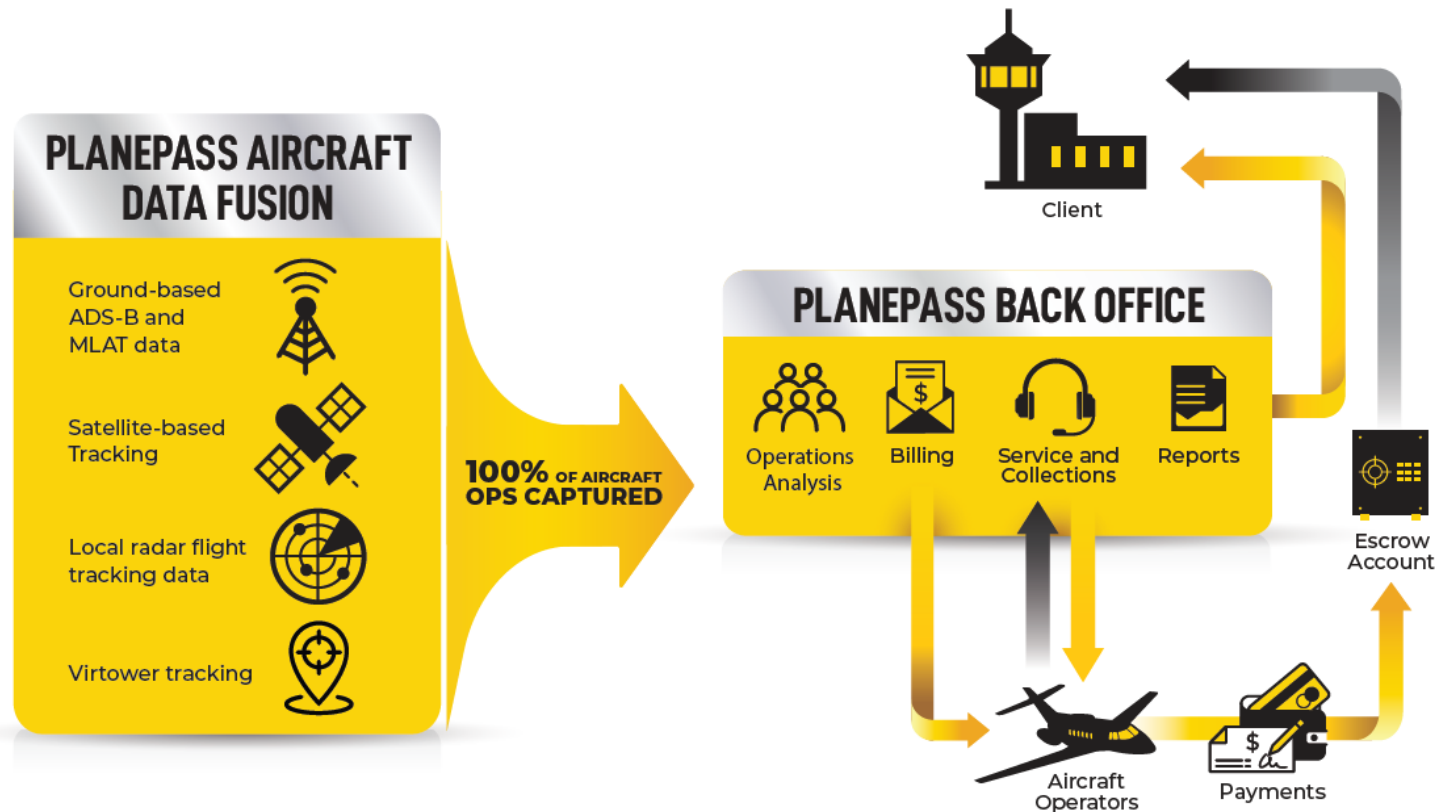 PLANEPASS AIRCRAFT
DATA FUSION
Ground-based
ADS-B and
MLAT data
Satellite-based
Tracking
Local radar flight
tracking data
Virtower tracking
100% OF AIRCRAFT
OPS CAPTURED
Client
PLANEPASS BACK OFFICE
$
Operations
Analysis
Billing
Service and
Collections
Reports
Escrow
Account
Aircraft
Operators
$
Payments